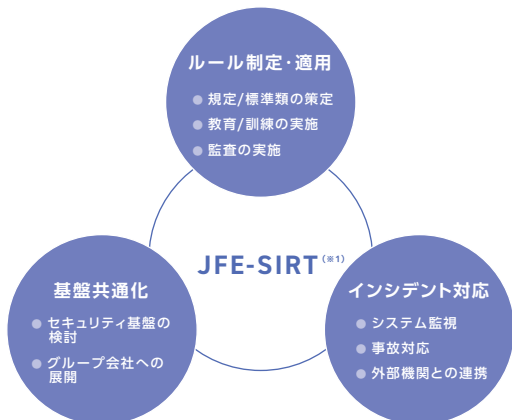 ルール制定・適用
● 規定/標準類の策定
● 教育/訓練の実施
● 監査の実施
JFE-SIRT(※1)
基盤共通化
● セキュリティ基盤の
検討
● グループ会社への
展開
インシデント対応
● システム監視
● 事故対応
● 外部機関との連携